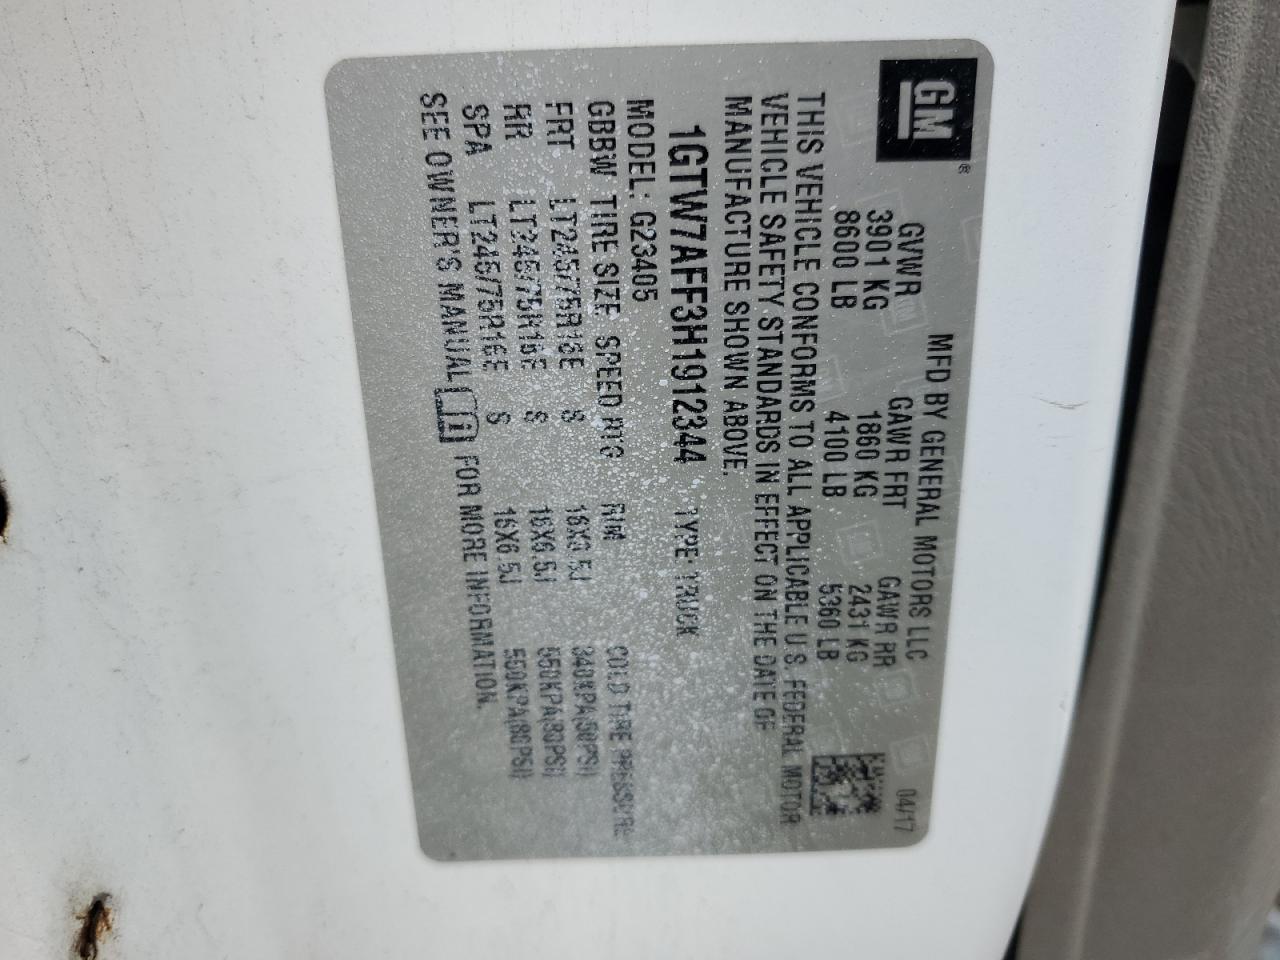 GM ®
MFD BY GENERAL MOTORS LLC 04/17
GVWR GAWR FRT GAWR RR
3901 KG 1860 KG 2431 KG
8600 LB 4100 LB 5360 LB
THIS VEHICLE CONFORMS TO ALL APPLICABLE U.S. FEDERAL MOTOR
VEHICLE SAFETY STANDARDS IN EFFECT ON THE DATE OF
MANUFACTURE SHOWN ABOVE.
1GTW7AFF3H1912344 TYPE: TRUCK
MODEL: G23405
GBBW TIRE SIZE SPEED RTG RIM COLD TIRE PRESSURE
FRT LT245/75R16E S 16X6.5J 340KPA(50PSI)
RR LT245/75R16E S 16X6.5J 550KPA(80PSI)
SPA LT245/75R16E S 16X6.5J 550KPA(80PSI)
SEE OWNER'S MANUAL FOR MORE INFORMATION.